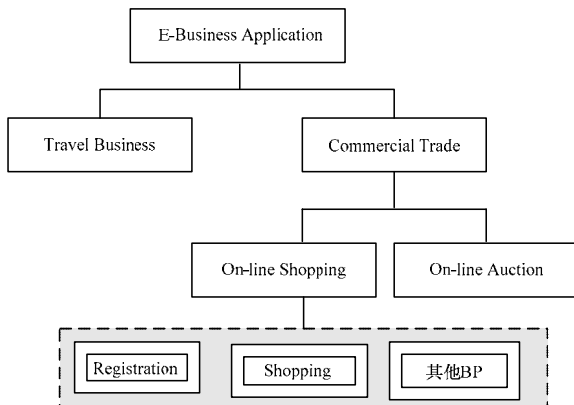 E-Business Application
Travel Business
Commercial Trade
On-line Shopping
On-line Auction
Registration
Shopping
其他BP